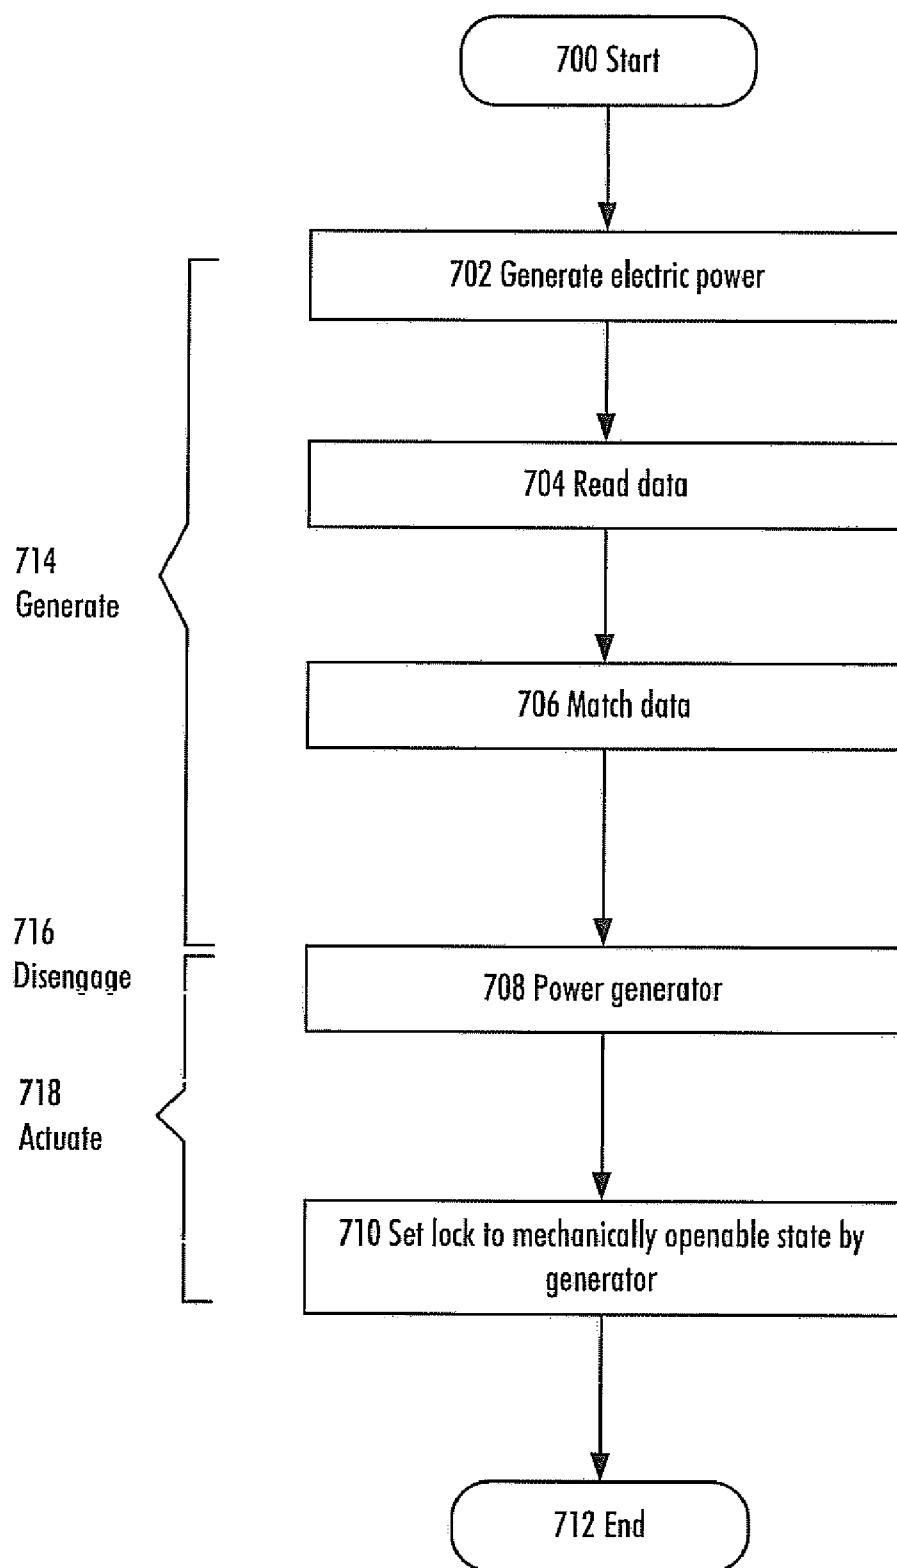 700 Start
702 Generate electric power
704 Read data
714
Generate
706 Match data
716
Disengage
708 Power generator
718
Actuate
710 Set lock to mechanically openable state by
generator
712 End